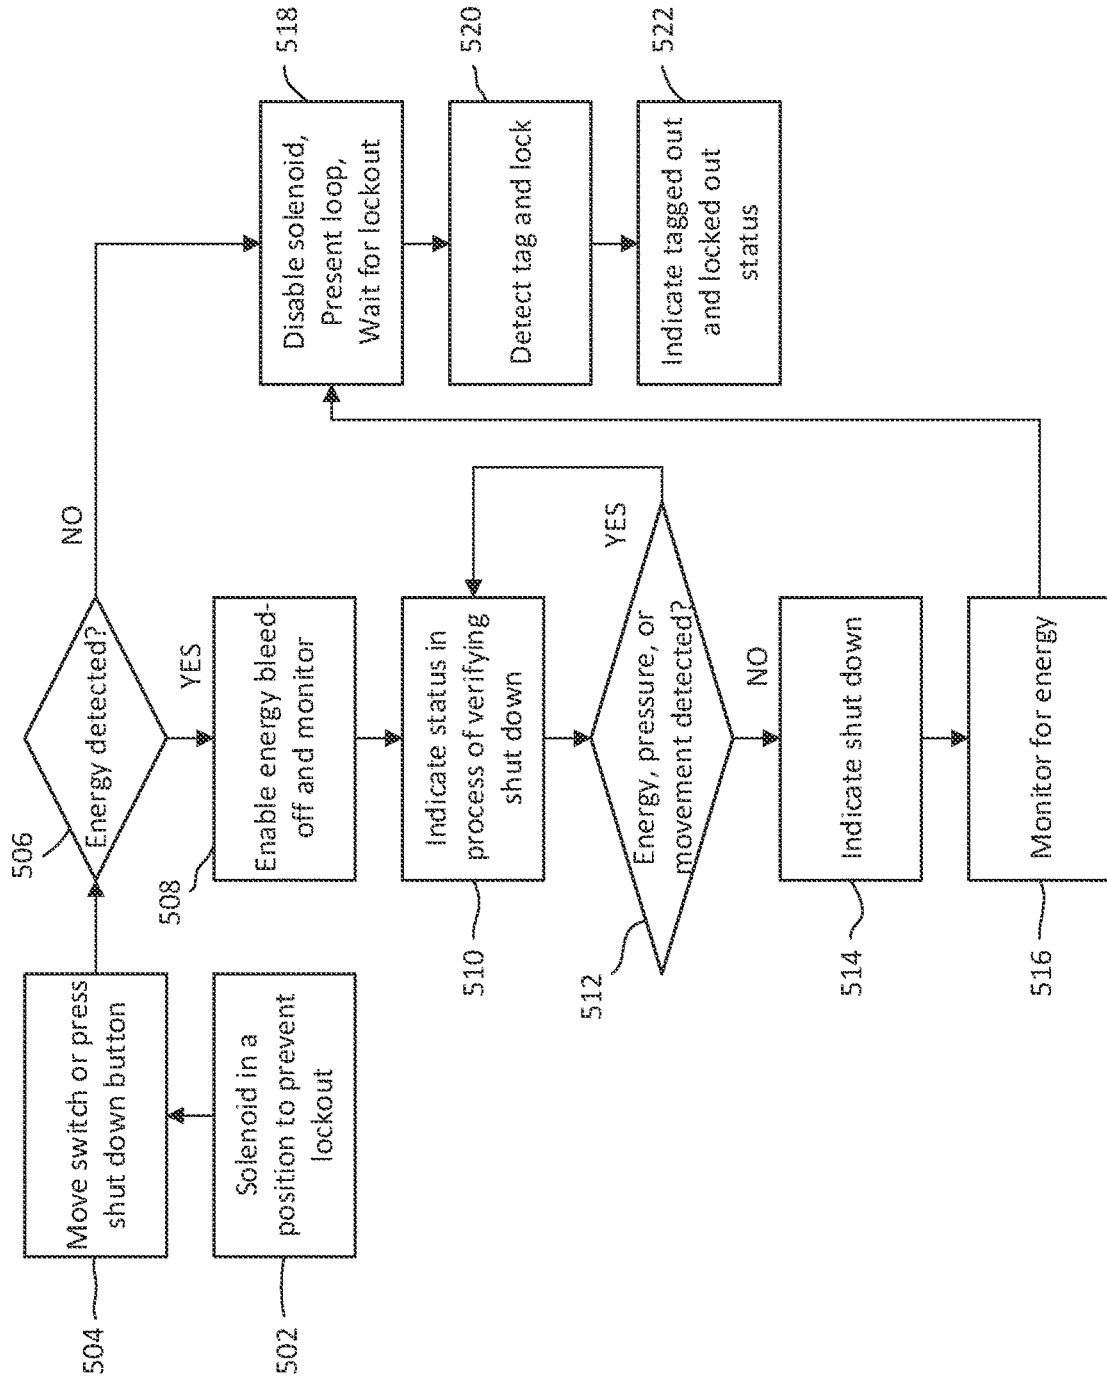 504
Move switch or press
shut down button
502
Solenoid in a
position to prevent
lockout
506
Energy detected?
NO
YES
508
Enable energy bleed-
off and monitor
510
Indicate status in
process of verifying
shut down
512
Energy, pressure, or
movement detected?
YES
NO
514
Indicate shut down
516
Monitor for energy
518
Disable solenoid,
Present loop,
Wait for lockout
520
Detect tag and lock
522
Indicate tagged out
and locked out
status